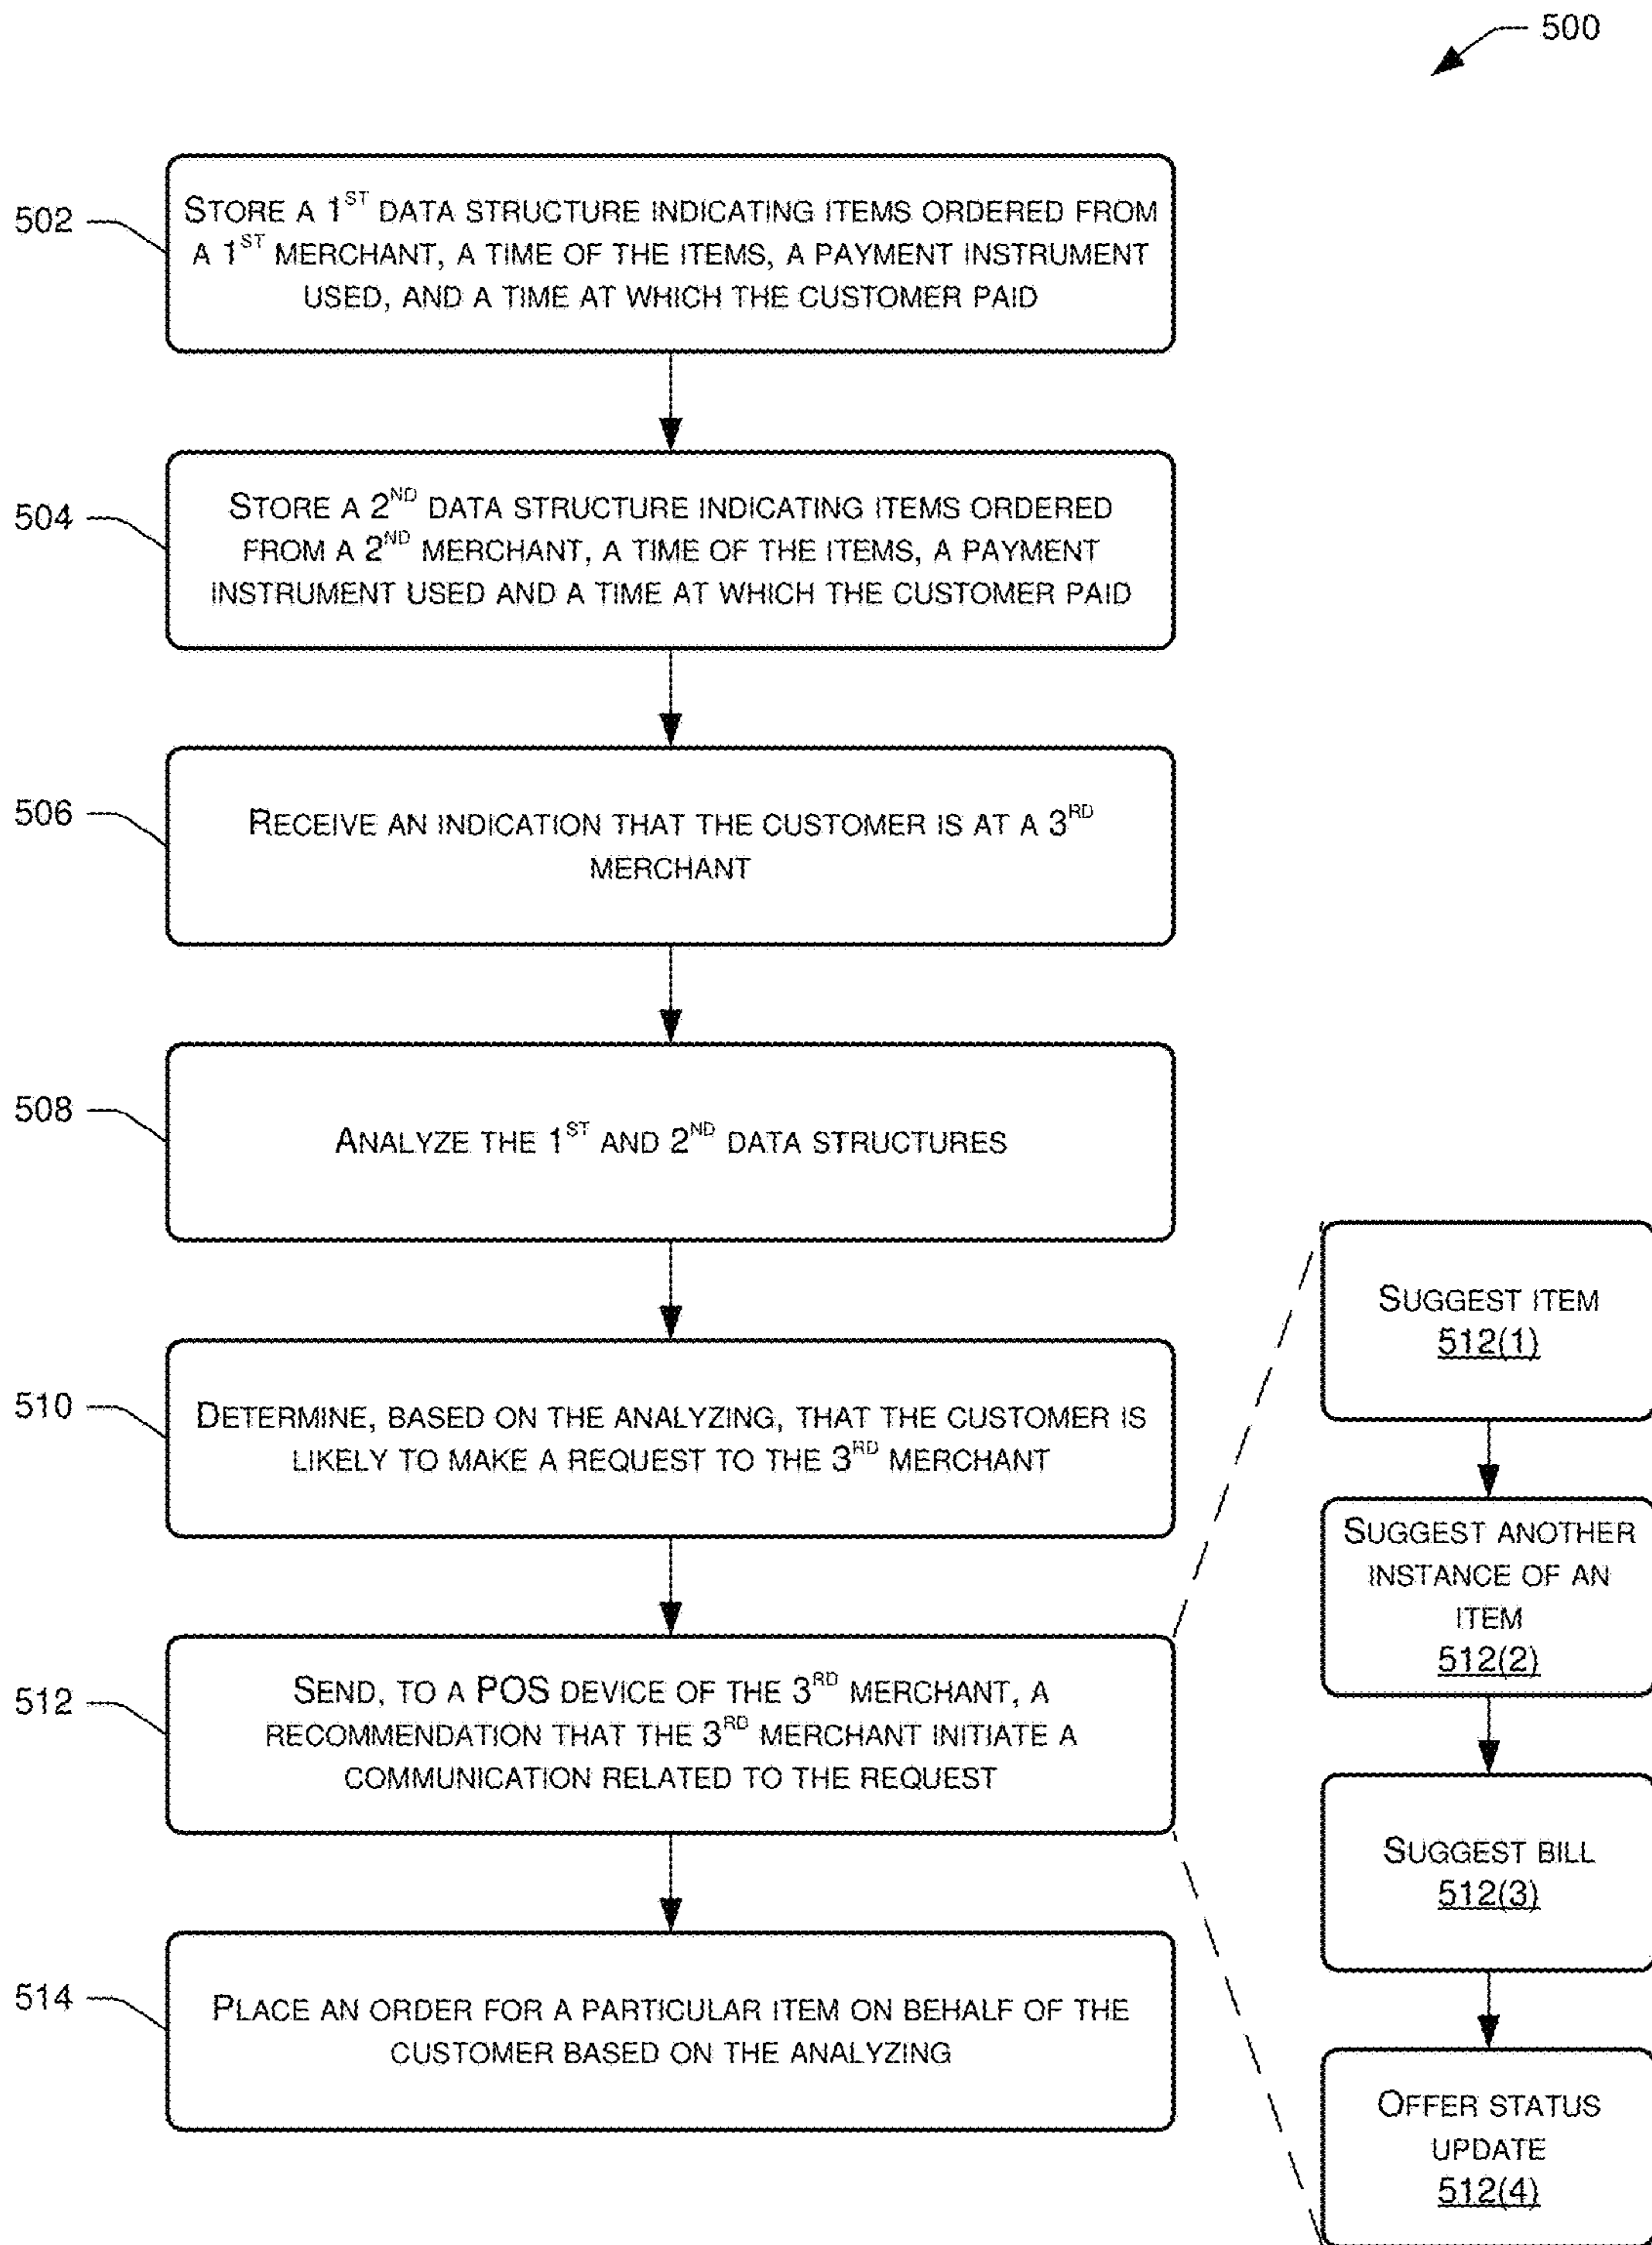 500
502
STORE A 1ST DATA STRUCTURE INDICATING ITEMS ORDERED FROM
A 1ST MERCHANT, A TIME OF THE ITEMS, A PAYMENT INSTRUMENT
USED, AND A TIME AT WHICH THE CUSTOMER PAID
504
STORE A 2ND DATA STRUCTURE INDICATING ITEMS ORDERED
FROM A 2ND MERCHANT, A TIME OF THE ITEMS, A PAYMENT
INSTRUMENT USED AND A TIME AT WHICH THE CUSTOMER PAID
506
RECEIVE AN INDICATION THAT THE CUSTOMER IS AT A 3RD
MERCHANT
508
ANALYZE THE 1ST AND 2ND DATA STRUCTURES
510
DETERMINE, BASED ON THE ANALYZING, THAT THE CUSTOMER IS
LIKELY TO MAKE A REQUEST TO THE 3RD MERCHANT
512
SEND, TO A POS DEVICE OF THE 3RD MERCHANT, A
RECOMMENDATION THAT THE 3RD MERCHANT INITIATE A
COMMUNICATION RELATED TO THE REQUEST
514
PLACE AN ORDER FOR A PARTICULAR ITEM ON BEHALF OF THE
CUSTOMER BASED ON THE ANALYZING
SUGGEST ITEM
512(1)
SUGGEST ANOTHER
INSTANCE OF AN
ITEM
512(2)
SUGGEST BILL
512(3)
OFFER STATUS
UPDATE
512(4)